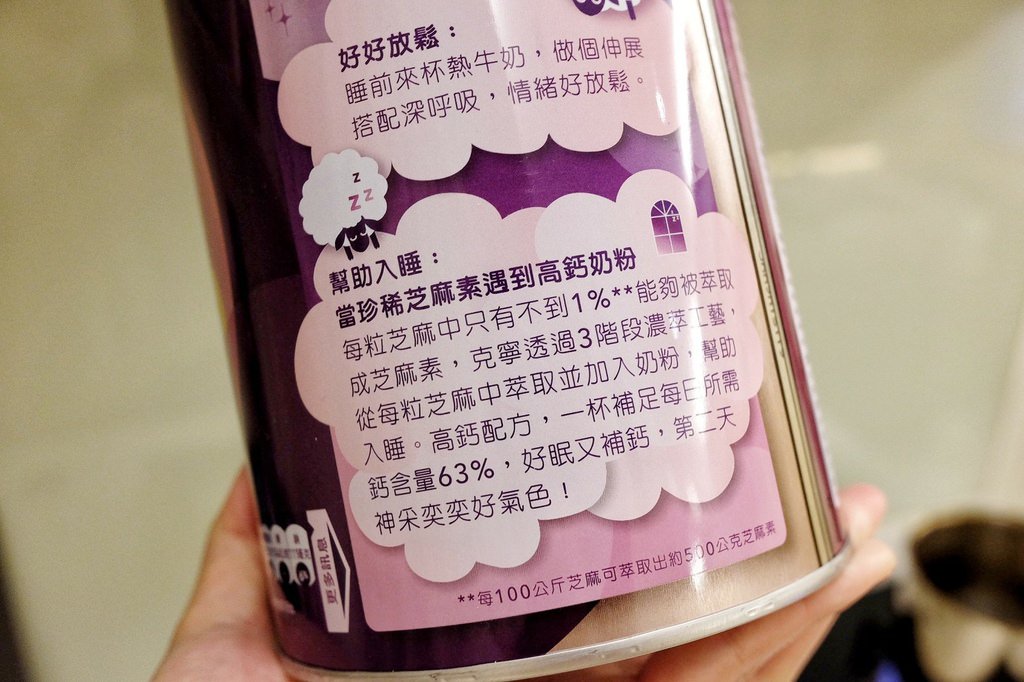 好好放鬆：
睡前來杯熱牛奶，做個伸展
搭配深呼吸，情緒好放鬆。
z
z z
幫助入睡：
當珍稀芝麻素遇到高鈣奶粉
每粒芝麻中只有不到1%**能夠被萃取
成芝麻素，克寧透過3階段濃萃工藝，
從每粒芝麻中萃取並加入奶粉，幫助
入睡。高鈣配方，一杯補足每日所需
鈣含量63%，好眠又補鈣，第二天
神采奕奕好氣色！
**每100公斤芝麻可萃取出約500公克芝麻素
更多訊息